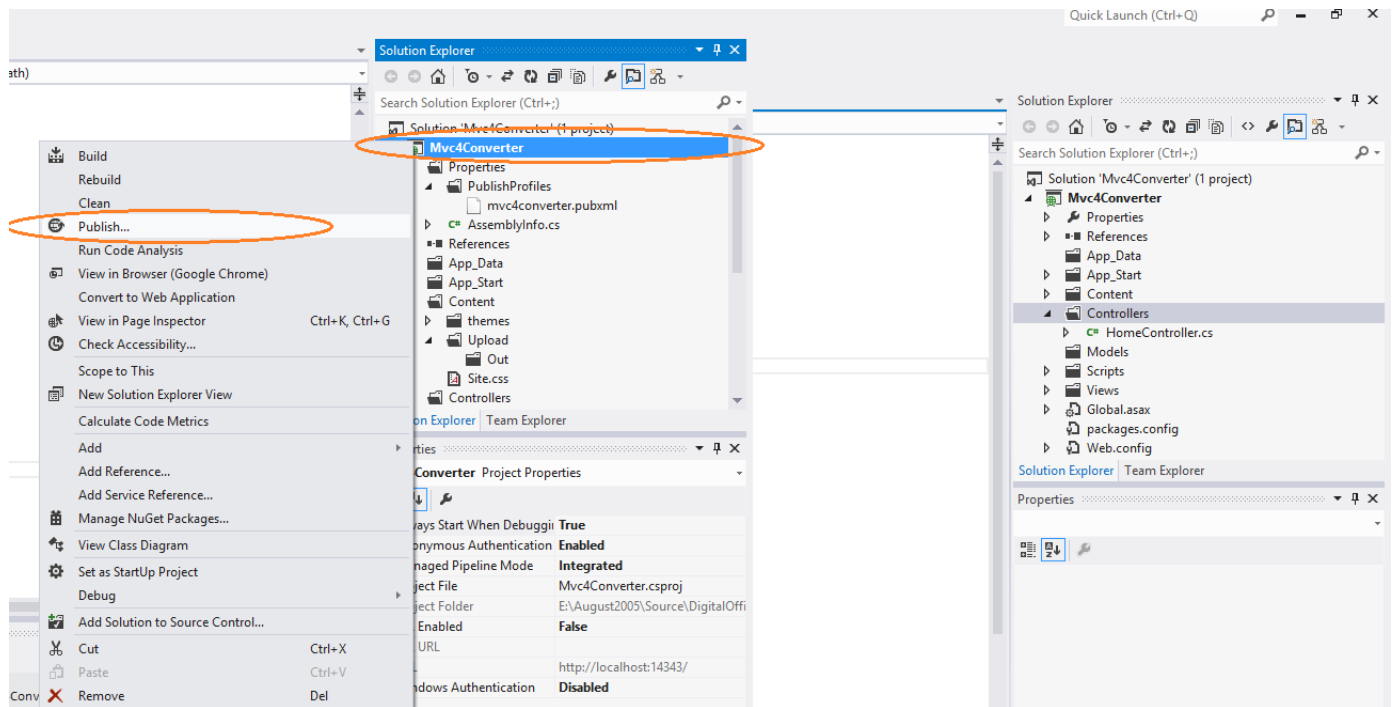 Quick Launch (Ctrl+Q)
ath)
Build
Rebuild
Clean
Publish...
Run Code Analysis
View in Browser (Google Chrome)
Convert to Web Application
View in Page Inspector Ctrl+K, Ctrl+G
Check Accessibility...
Scope to This
New Solution Explorer View
Calculate Code Metrics
Add
Add Reference...
Add Service Reference...
Manage NuGet Packages...
View Class Diagram
Set as StartUp Project
Debug
Add Solution to Source Control...
Cut Ctrl+X
Paste Ctrl+V
Remove Del
Conv
Solution Explorer
Search Solution Explorer (Ctrl+;)
Solution 'Mvc4Converter' (1 project)
Mvc4Converter
Properties
PublishProfiles
mvc4converter.pubxml
C# AssemblyInfo.cs
References
App_Data
App_Start
Content
themes
Upload
Out
Site.css
Controllers
on Explorer Team Explorer
rties
Converter Project Properties
ways Start When Debuggin True
onymous Authentication Enabled
naged Pipeline Mode Integrated
ject File Mvc4Converter.csproj
ject Folder E:\August2005\Source\DigitalOffi
Enabled False
URL
http://localhost:14343/
ndows Authentication Disabled
Solution Explorer
Search Solution Explorer (Ctrl+;)
Solution 'Mvc4Converter' (1 project)
Mvc4Converter
Properties
References
App_Data
App_Start
Content
Controllers
C# HomeController.cs
Models
Scripts
Views
Global.asax
packages.config
Web.config
Solution Explorer Team Explorer
Properties